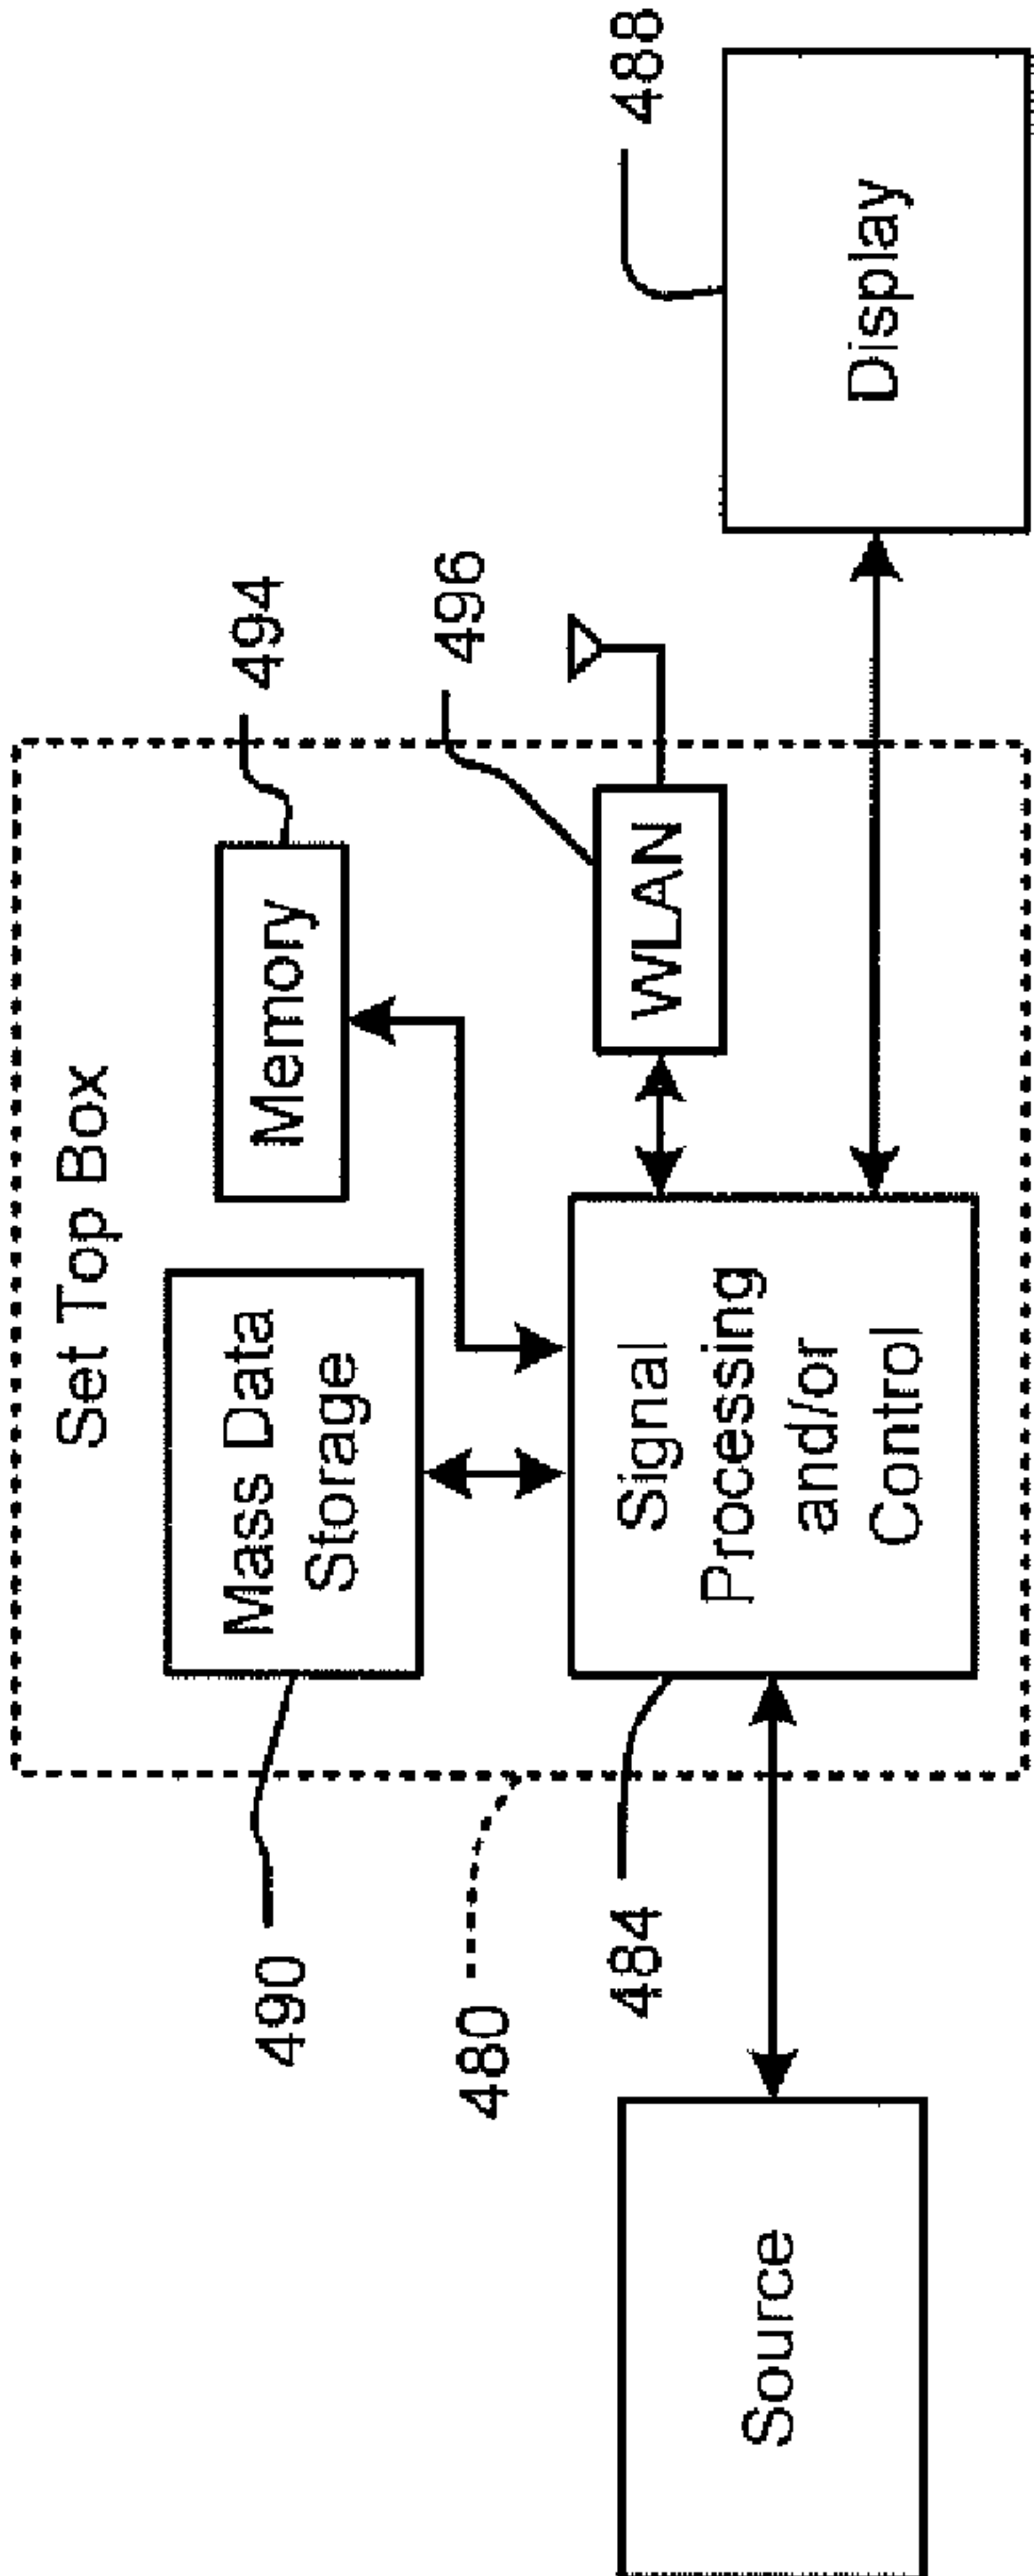 Set Top Box
490
Mass Data
Storage
Memory
494
480
496
484
Signal
Processing
and/or
Control
WLAN
488
Source
Display